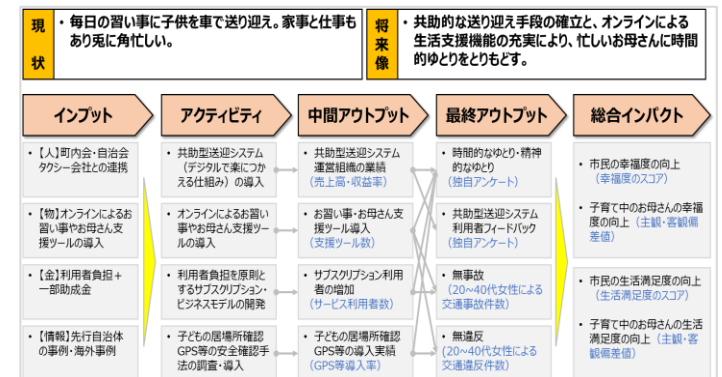 現状
・毎日の習い事に子供を車で送り迎え。家事と仕事も
あり兎に角忙しい。
将来像
・共助的な送り迎え手段の確立と、オンラインによる
生活支援機能の充実により、忙しいお母さんに時間
的ゆとりをとりもどす。
インプット
アクティビティ
中間アウトプット
最終アウトプット
総合インパクト
・【人】町内会・自治会
タクシー会社との連携
・【物】オンラインによるお
習い事やお母さん支
援ツールの導入
・【金】利用者負担＋
一部助成金
・【情報】先行自治体
の事例・海外事例
・共助型送迎システム
（デジタルで楽につか
える仕組み）の導入
・オンラインによるお習い
事やお母さん支援ツー
ルの導入
・利用者負担を原則と
するサブスクリプション・
ビジネスモデルの開発
・子どもの居場所確認
GPS等の安全確認手
法の調査・導入
・共助型送迎システム
運営組織の業績
（売上高・収益率）
・お習い事・お母さん支
援ツール導入
（支援ツール数）
・サブスクリプション利用
者の増加
（サービス利用者数）
・子どもの居場所確認
GPS等の導入実績
（GPS等導入率）
・時間的なゆとり・精神
的なゆとり
（独自アンケート）
・共助型送迎システム
利用者フィードバック
（独自アンケート）
・無事故
（20～40代女性による
交通事故件数）
・無違反
（20～40代女性による
交通違反件数）
・市民の幸福度の向上
（幸福度のスコア）
・子育て中のお母さんの幸福
度の向上（主観・客観偏
差値）
・市民の生活満足度の向上
（生活満足度のスコア）
・子育て中のお母さんの生活
満足度の向上（主観・客
観偏差値）